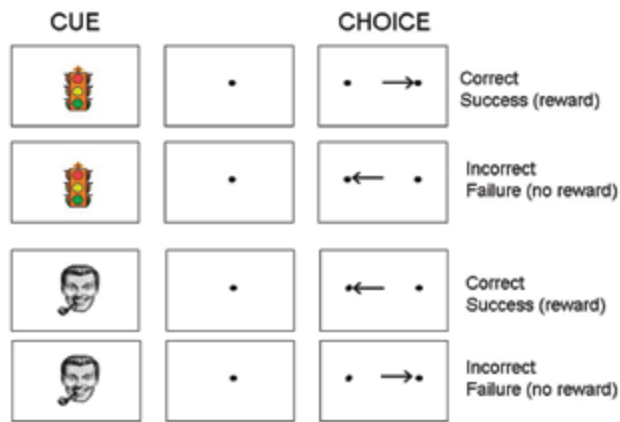 CUE
CHOICE
Correct
Success (reward)
Incorrect
Failure (no reward)
Correct
Success (reward)
Incorrect
Failure (no reward)